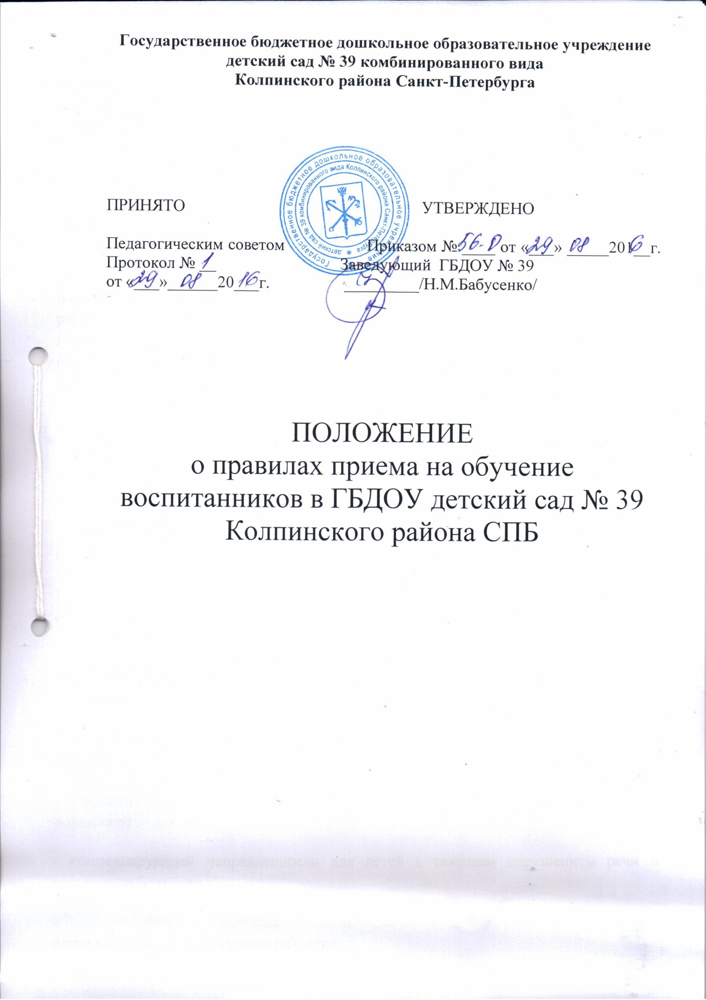 Государственное бюджетное дошкольное образовательное учреждение
детский сад № 39 комбинированного вида
Колпинского района Санкт-Петербурга
Государственное бюджетное дошкольное образовательное учреждение
детский сад № 39 комбинированного вида Колпинского района Санкт-Петербурга
ПРИНЯТО УТВЕРЖДЕНО
Педагогическим советом Приказом № 56-D от «29» 08 2016 г.
Протокол № 1 Заведующий ГБДОУ № 39
от «29» 08 2016 г. /Н.М.Бабусенко/
ПОЛОЖЕНИЕ
о правилах приема на обучение
воспитанников в ГБДОУ детский сад № 39
Колпинского района СПБ